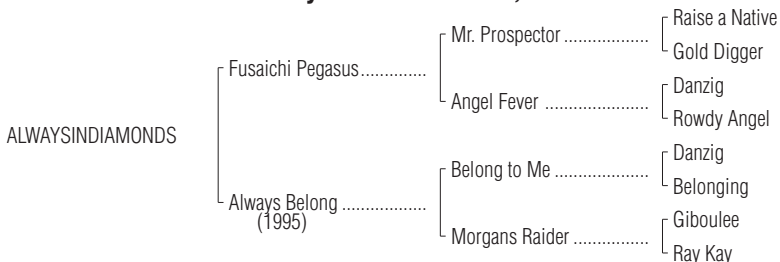 Raise a Native
Mr. Prospector
Gold Digger
Fusaichi Pegasus
Danzig
Angel Fever
Rowdy Angel
ALWAYSINDIAMONDS
Danzig
Belong to Me
Belonging
Always Belong
(1995)
Giboulee
Morgans Raider
Ray Kay